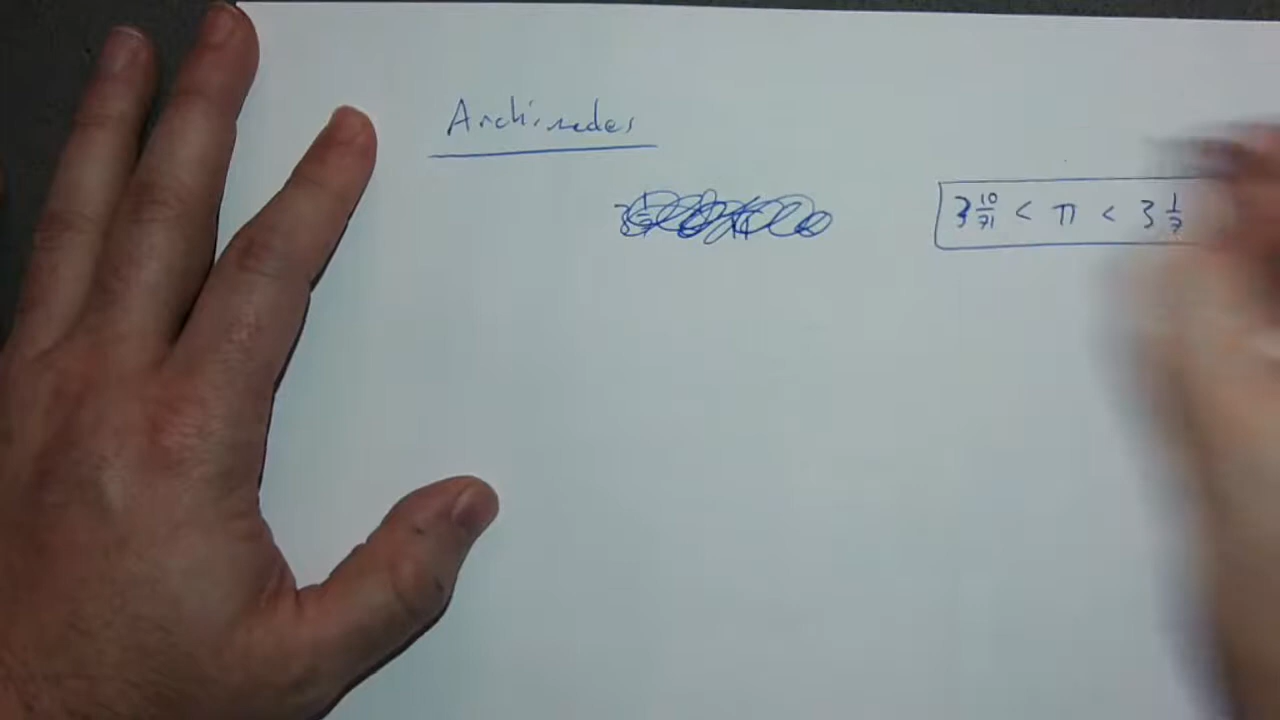 Archimedes
3 10/71 < π < 3 1/7